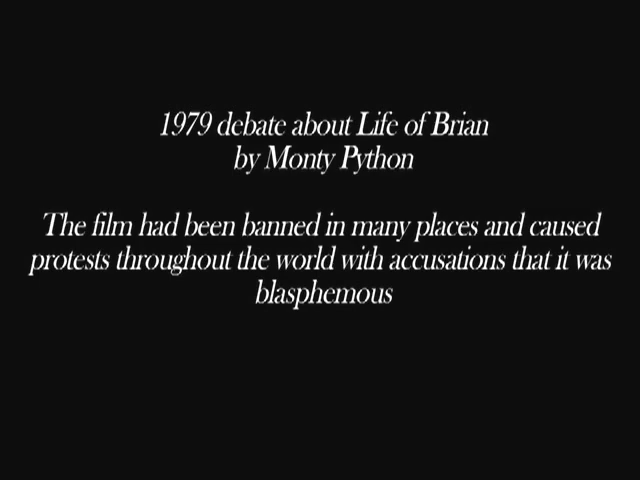 1979 debate about Life of Brian
by Monty Python
The film had been banned in many places and caused
protests throughout the world with accusations that it was
blasphemous